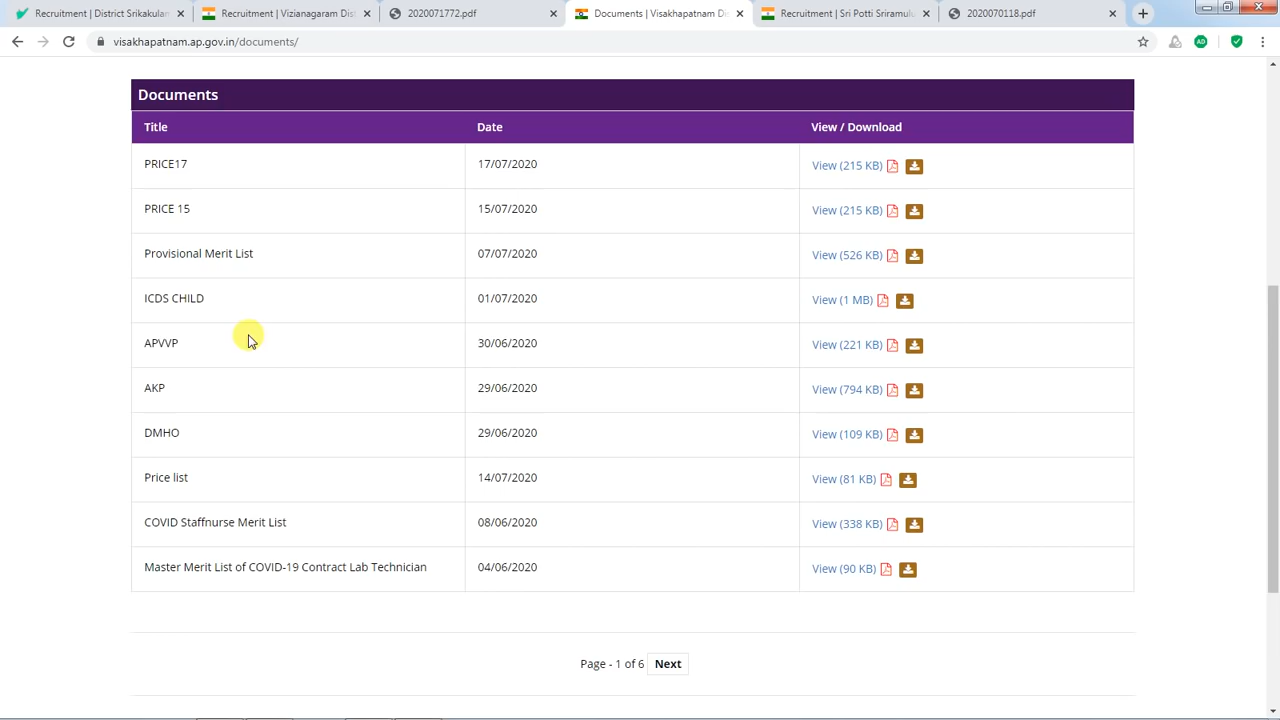 Recruitment | District Srikakulam
Recruitment | Vizianagaram Dist
2020071772.pdf
Documents | Visakhapatnam Di
Recruitment | Sri Potti Sriramulu
2020070128.pdf
visakhapatnam.ap.gov.in/documents/
Documents
Title Date View / Download
PRICE17 17/07/2020 View (215 KB)
PRICE 15 15/07/2020 View (215 KB)
Provisional Merit List 07/07/2020 View (526 KB)
ICDS CHILD 01/07/2020 View (1 MB)
APVVP 30/06/2020 View (221 KB)
AKP 29/06/2020 View (794 KB)
DMHO 29/06/2020 View (109 KB)
Price list 14/07/2020 View (81 KB)
COVID Staffnurse Merit List 08/06/2020 View (338 KB)
Master Merit List of COVID-19 Contract Lab Technician 04/06/2020 View (90 KB)
Page - 1 of 6 Next